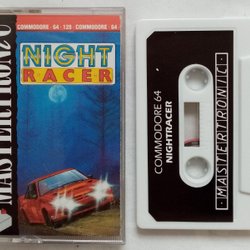 MASTERTRONIC
COMMODORE · 64 · 128 · COMMODORE · 64
NIGHT
RACER
COMMODORE 64
NIGHTRACER
·MASTERTRONIC·